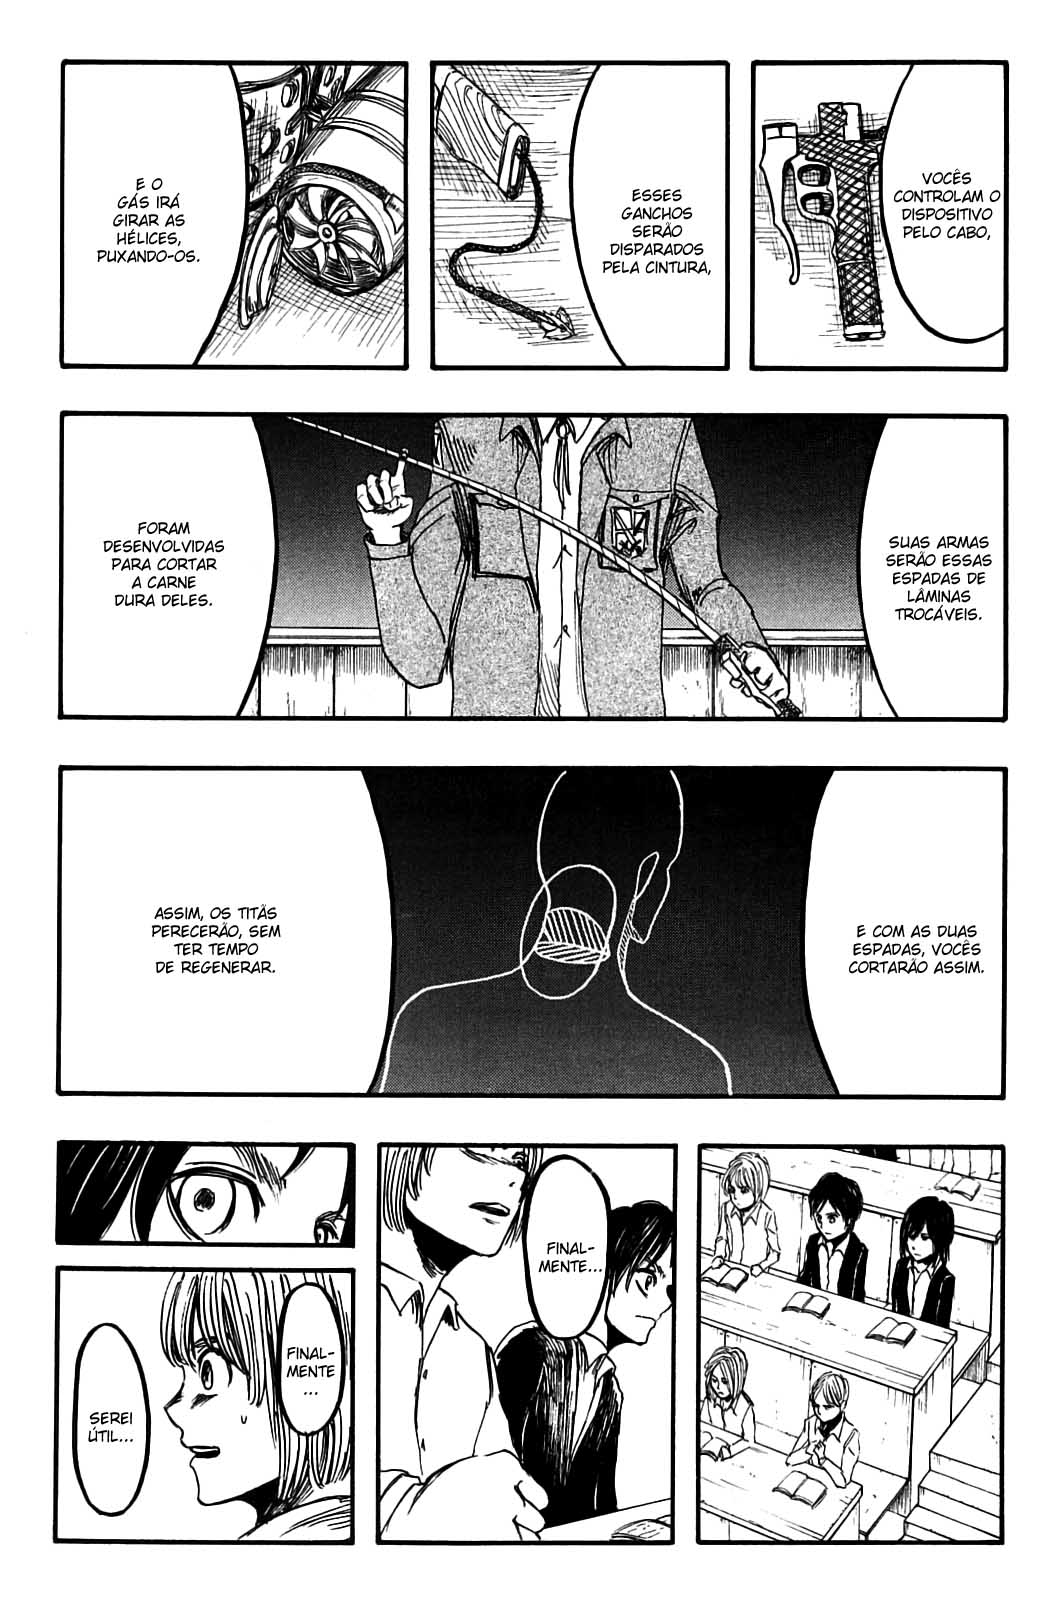 VOCÊS
CONTROLAM O
DISPOSITIVO
PELO CABO,
ESSES
GANCHOS
SERÃO
DISPARADOS
PELA CINTURA,
E O
GÁS IRÁ
GIRAR AS
HÉLICES,
PUXANDO-OS.
SUAS ARMAS
SERÃO ESSAS
ESPADAS DE
LÂMINAS
TROCÁVEIS.
FORAM
DESENVOLVIDAS
PARA CORTAR
A CARNE
DURA DELES.
E COM AS DUAS
ESPADAS, VOCÊS
CORTARÃO ASSIM.
ASSIM, OS TITÃS
PERECERÃO, SEM
TER TEMPO
DE REGENERAR.
FINAL-
MENTE...
FINAL-
MENTE
...
SEREI
ÚTIL...